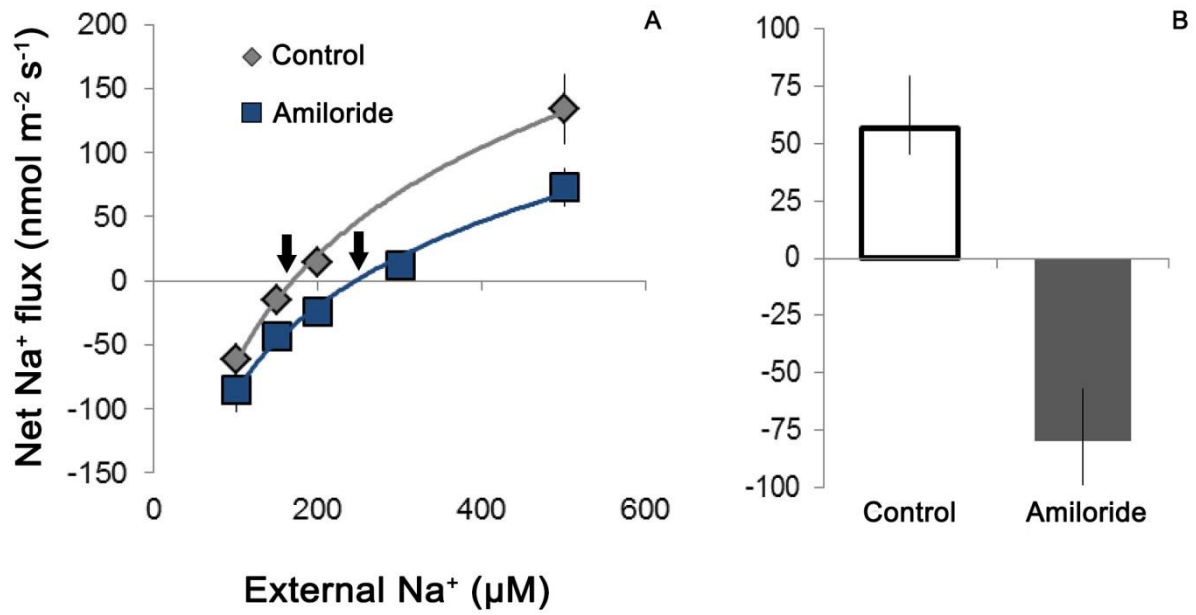 A
B
Net Na⁺ flux (nmol m⁻² s⁻¹)
200
150
100
50
0
-50
-100
-150
Control
Amiloride
0
200
400
600
External Na⁺ (µM)
100
75
50
25
0
-25
-50
-75
-100
Control
Amiloride